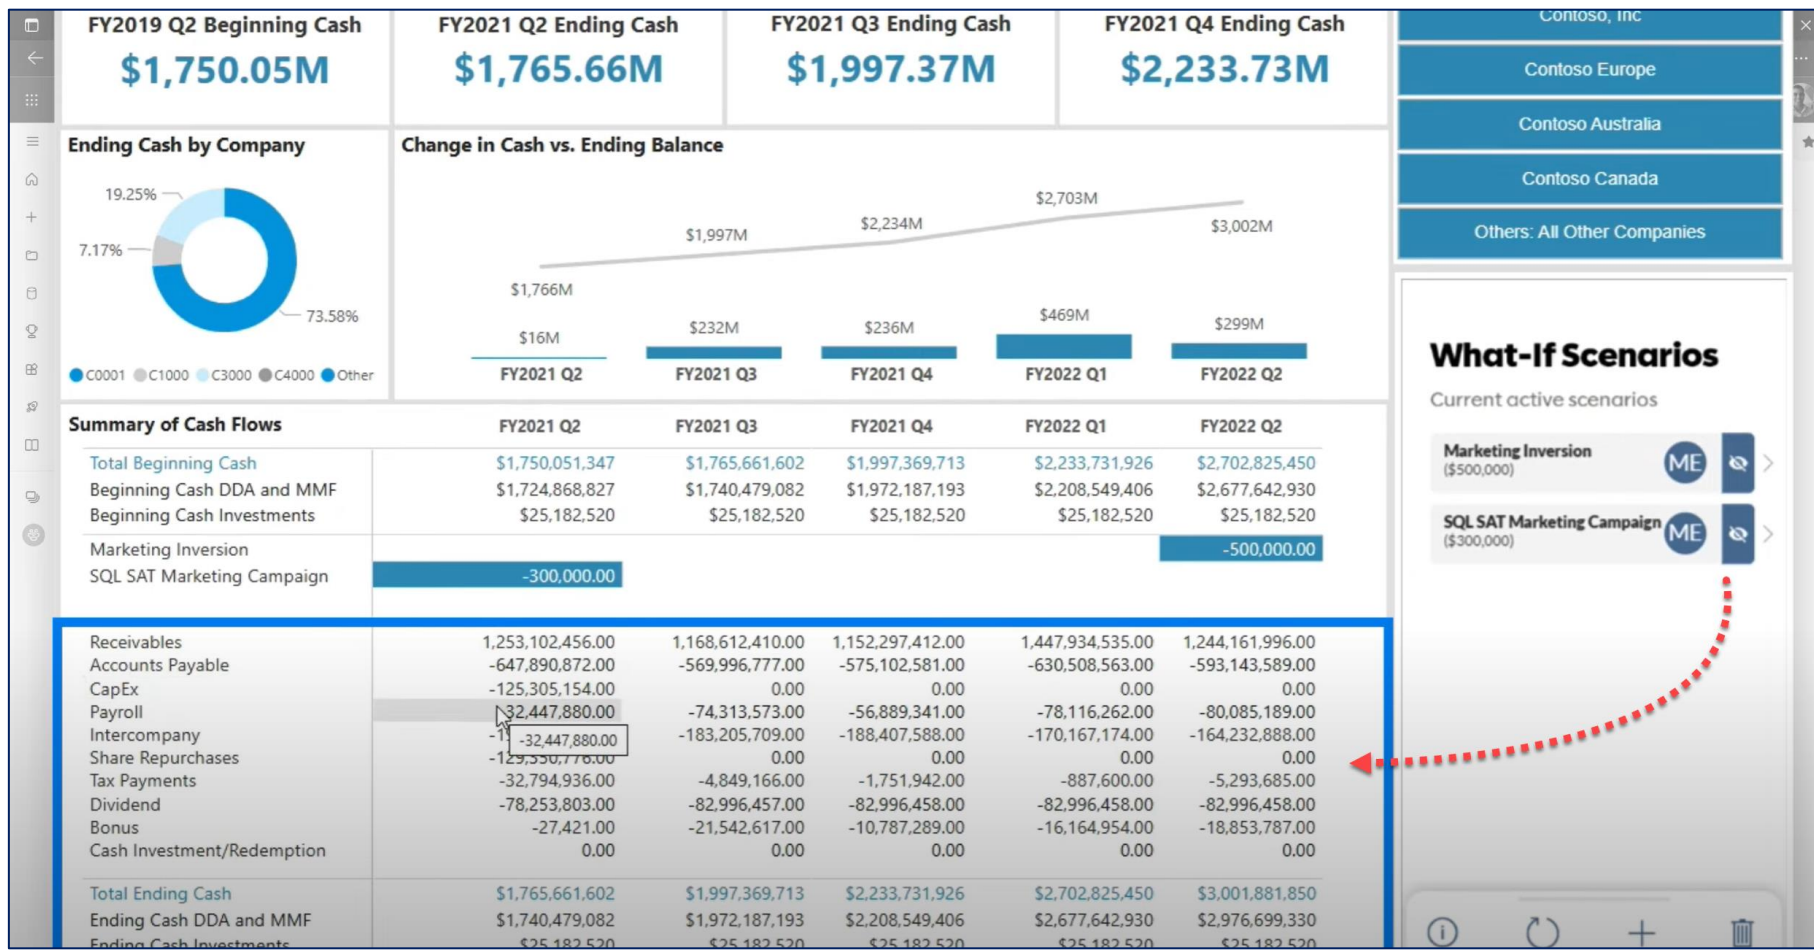 FY2019 Q2 Beginning Cash
$1,750.05M
FY2021 Q2 Ending Cash
$1,765.66M
FY2021 Q3 Ending Cash
$1,997.37M
FY2021 Q4 Ending Cash
$2,233.73M
Contoso, Inc
Contoso Europe
Contoso Australia
Contoso Canada
Others: All Other Companies
Ending Cash by Company
19.25%
7.17%
73.58%
C0001 C1000 C3000 C4000 Other
Change in Cash vs. Ending Balance
$1,766M
$1,997M
$2,234M
$2,703M
$3,002M
$16M
$232M
$236M
$469M
$299M
FY2021 Q2 FY2021 Q3 FY2021 Q4 FY2022 Q1 FY2022 Q2
What-If Scenarios
Current active scenarios
Marketing Inversion
($500,000)
ME
SQL SAT Marketing Campaign
($300,000)
ME
Summary of Cash Flows FY2021 Q2 FY2021 Q3 FY2021 Q4 FY2022 Q1 FY2022 Q2
Total Beginning Cash $1,750,051,347 $1,765,661,602 $1,997,369,713 $2,233,731,926 $2,702,825,450
Beginning Cash DDA and MMF $1,724,868,827 $1,740,479,082 $1,972,187,193 $2,208,549,406 $2,677,642,930
Beginning Cash Investments $25,182,520 $25,182,520 $25,182,520 $25,182,520 $25,182,520
Marketing Inversion -500,000.00
SQL SAT Marketing Campaign -300,000.00
Receivables 1,253,102,456.00 1,168,612,410.00 1,152,297,412.00 1,447,934,535.00 1,244,161,996.00
Accounts Payable -647,890,872.00 -569,996,777.00 -575,102,581.00 -630,508,563.00 -593,143,589.00
CapEx -125,305,154.00 0.00 0.00 0.00 0.00
Payroll -32,447,880.00 -74,313,573.00 -56,889,341.00 -78,116,262.00 -80,085,189.00
Intercompany -183,205,709.00 -188,407,588.00 -170,167,174.00 -164,232,888.00
-32,447,880.00
Share Repurchases -129,350,776.00 0.00 0.00 0.00 0.00
Tax Payments -32,794,936.00 -4,849,166.00 -1,751,942.00 -887,600.00 -5,293,685.00
Dividend -78,253,803.00 -82,996,457.00 -82,996,458.00 -82,996,458.00 -82,996,458.00
Bonus -27,421.00 -21,542,617.00 -10,787,289.00 -16,164,954.00 -18,853,787.00
Cash Investment/Redemption 0.00 0.00 0.00 0.00 0.00
Total Ending Cash $1,765,661,602 $1,997,369,713 $2,233,731,926 $2,702,825,450 $3,001,881,850
Ending Cash DDA and MMF $1,740,479,082 $1,972,187,193 $2,208,549,406 $2,677,642,930 $2,976,699,330
Ending Cash Investments $25,182,520 $25,182,520 $25,182,520 $25,182,520 $25,182,520